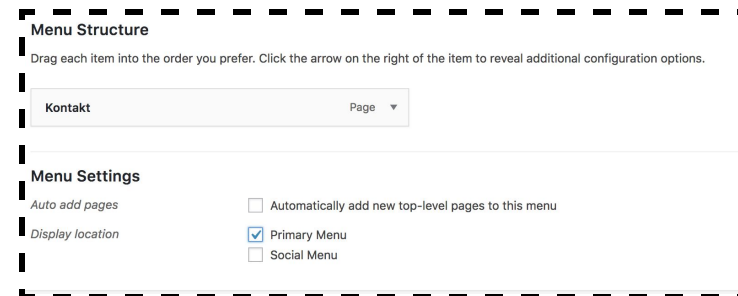 Menu Structure
Drag each item into the order you prefer. Click the arrow on the right of the item to reveal additional configuration options.
Kontakt Page
Menu Settings
Auto add pages Automatically add new top-level pages to this menu
Display location Primary Menu
Social Menu